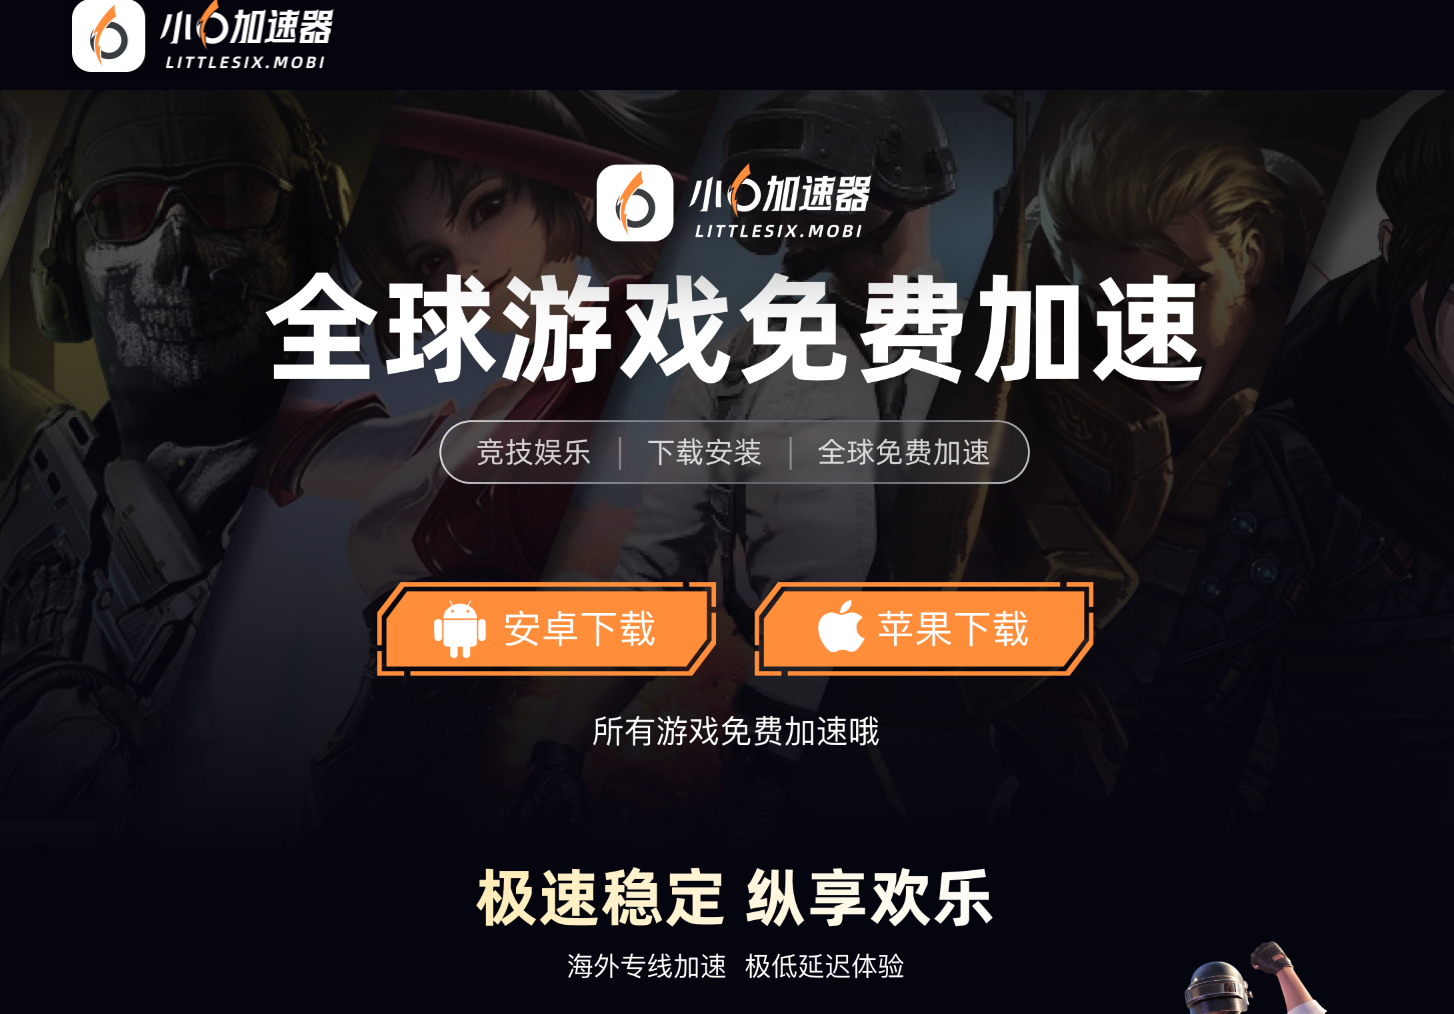 小6加速器
LITTLESIX.MOBI
小6加速器
LITTLESIX.MOBI
全球游戏免费加速
竞技娱乐 | 下载安装 | 全球免费加速
安卓下载 苹果下载
所有游戏免费加速哦
极速稳定 纵享欢乐
海外专线加速 极低延迟体验